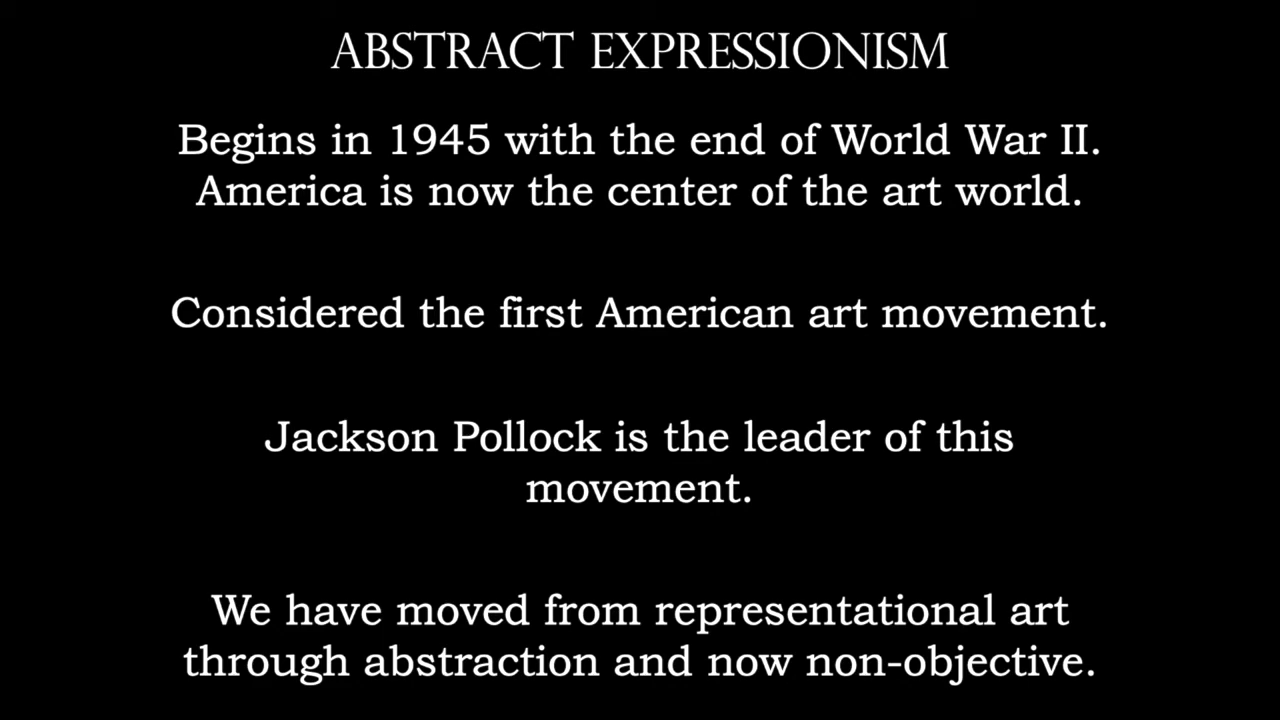 ABSTRACT EXPRESSIONISM
Begins in 1945 with the end of World War II.
America is now the center of the art world.
Considered the first American art movement.
Jackson Pollock is the leader of this
movement.
We have moved from representational art
through abstraction and now non-objective.